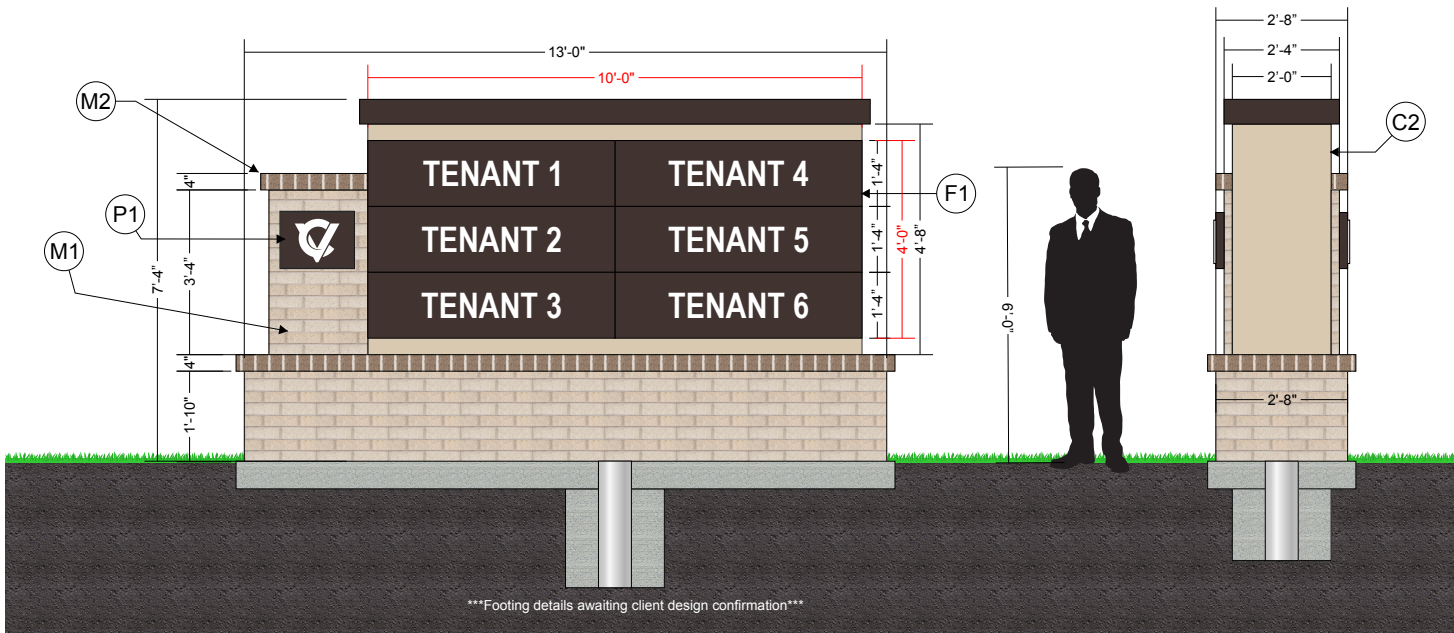 13'-0"
10'-0"
2'-8"
2'-4"
2'-0"
M2
C2
P1
F1
M1
TENANT 1 TENANT 4
TENANT 2 TENANT 5
TENANT 3 TENANT 6
7'-4"
4"
3'-4"
4"
1'-10"
1'-4"
1'-4"
1'-4"
4'-0"
4'-8"
6'-0"
2'-8"
***Footing details awaiting client design confirmation***